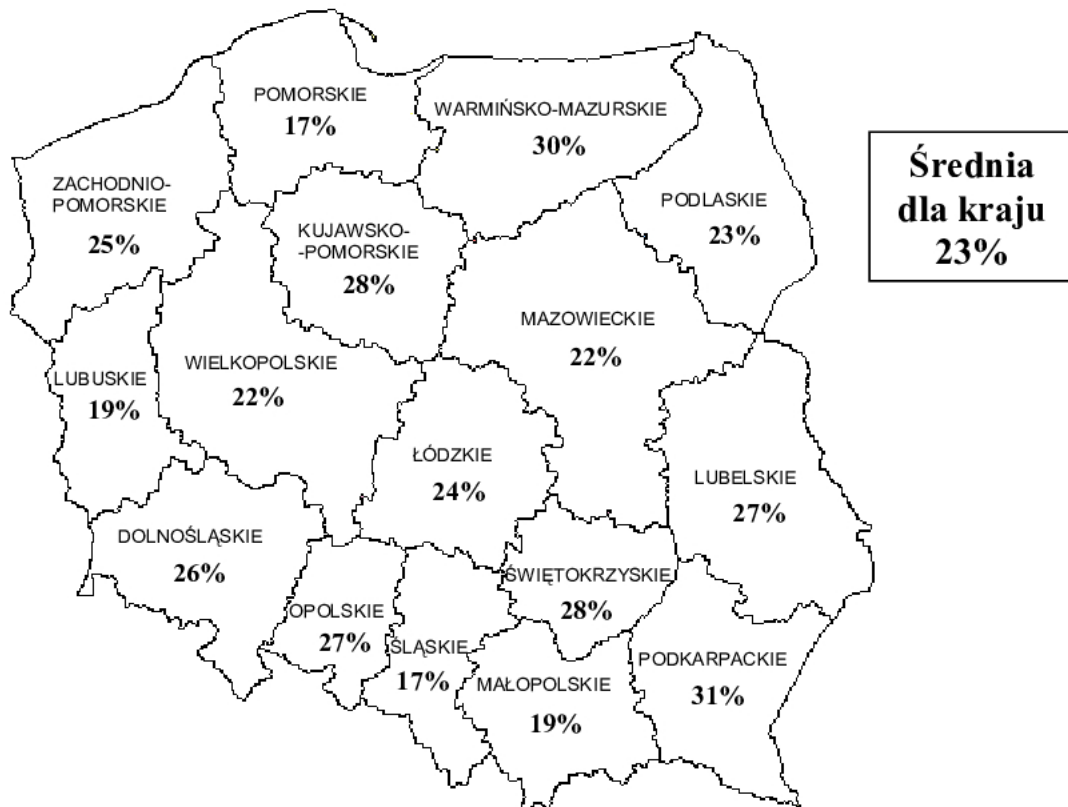 POMORSKIE
17%
WARMIŃSKO-MAZURSKIE
30%
Średnia
dla kraju
23%
ZACHODNIO-
POMORSKIE
25%
KUJAWSKO-
-POMORSKIE
28%
PODLASKIE
23%
MAZOWIECKIE
22%
LUBUSKIE
19%
WIELKOPOLSKIE
22%
ŁÓDZKIE
24%
LUBELSKIE
27%
DOLNOŚLĄSKIE
26%
OPOLSKIE
27%
ŚLĄSKIE
17%
ŚWIĘTOKRZYSKIE
28%
MAŁOPOLSKIE
19%
PODKARPACKIE
31%